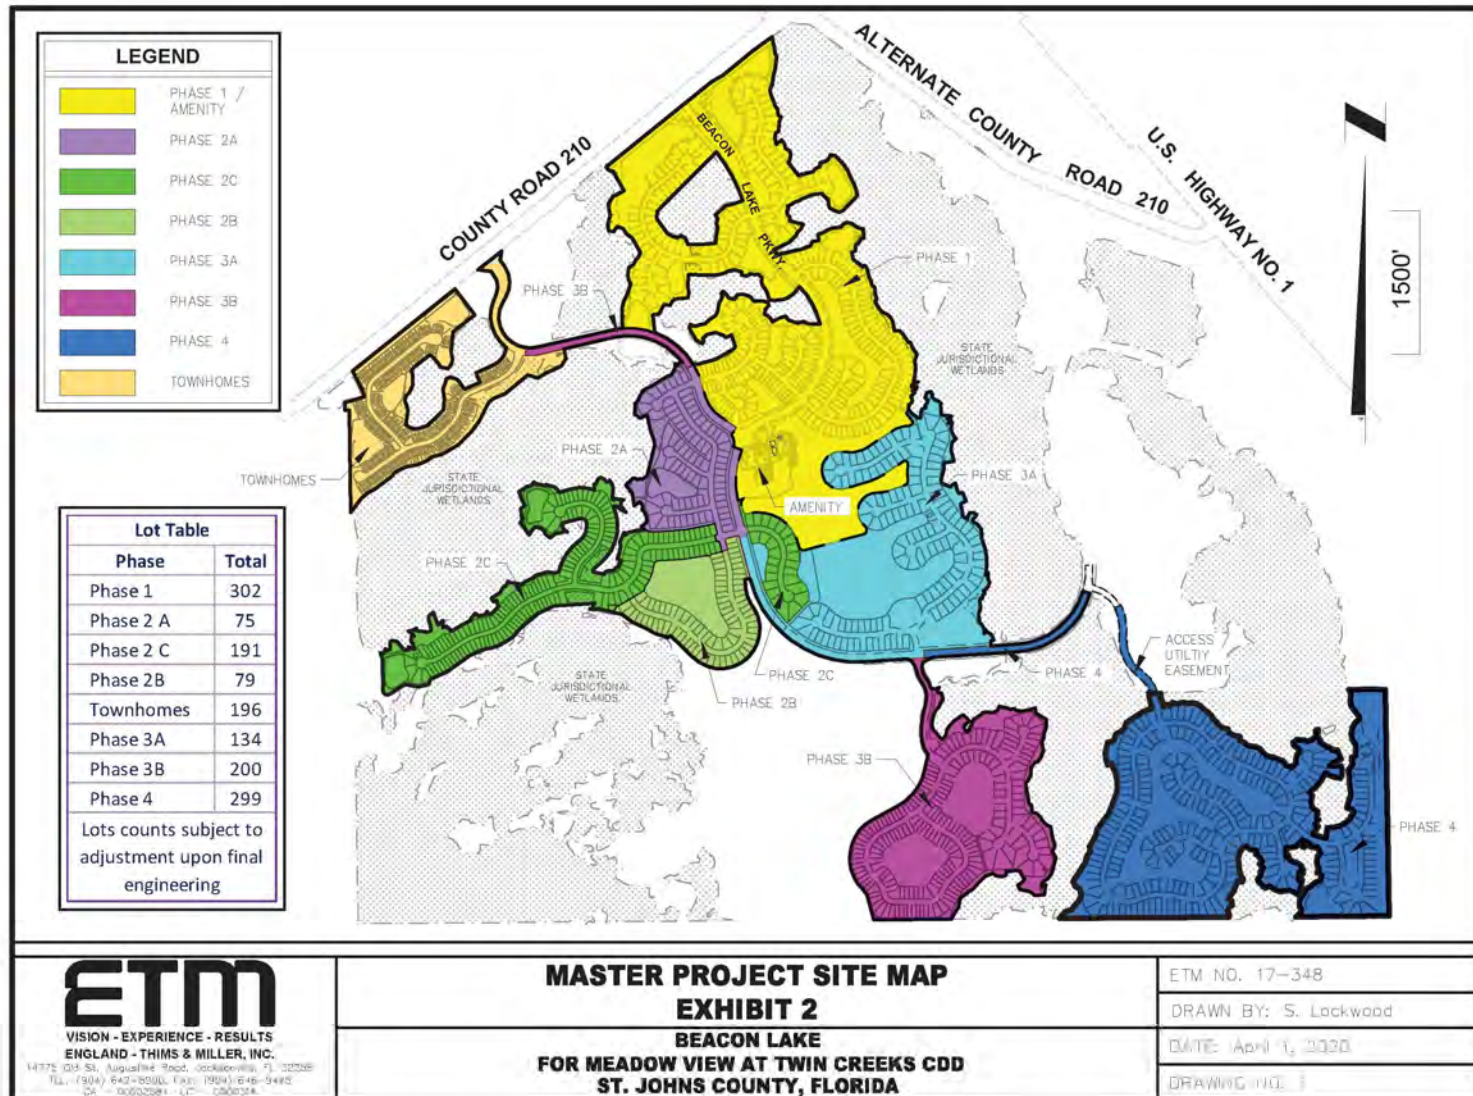 LEGEND
PHASE 1 /
AMENITY
PHASE 2A
PHASE 2C
PHASE 2B
PHASE 3A
PHASE 3B
PHASE 4
TOWNHOMES
COUNTY ROAD 210
ALTERNATE COUNTY ROAD 210
U.S. HIGHWAY NO. 1
BEACON LAKE PKWY.
1500'
PHASE 1
PHASE 3B
STATE
JURISDICTIONAL
WETLANDS
PHASE 2A
PHASE 3A
TOWNHOMES
STATE
JURISDICTIONAL
WETLANDS
AMENITY
PHASE 2C
ACCESS
UTILTIY
EASEMENT
PHASE 4
PHASE 2C
STATE
JURISDICTIONAL
WETLANDS
PHASE 2B
PHASE 3B
PHASE 4
Lot Table
Phase Total
Phase 1 302
Phase 2 A 75
Phase 2 C 191
Phase 2B 79
Townhomes 196
Phase 3A 134
Phase 3B 200
Phase 4 299
Lots counts subject to
adjustment upon final
engineering
ETM
VISION - EXPERIENCE - RESULTS
ENGLAND - THIMS & MILLER, INC.
MASTER PROJECT SITE MAP
EXHIBIT 2
BEACON LAKE
FOR MEADOW VIEW AT TWIN CREEKS CDD
ST. JOHNS COUNTY, FLORIDA
ETM NO. 17-348
DRAWN BY: S. Lockwood
DATE: April 1, 2020
DRAWING NO. 1